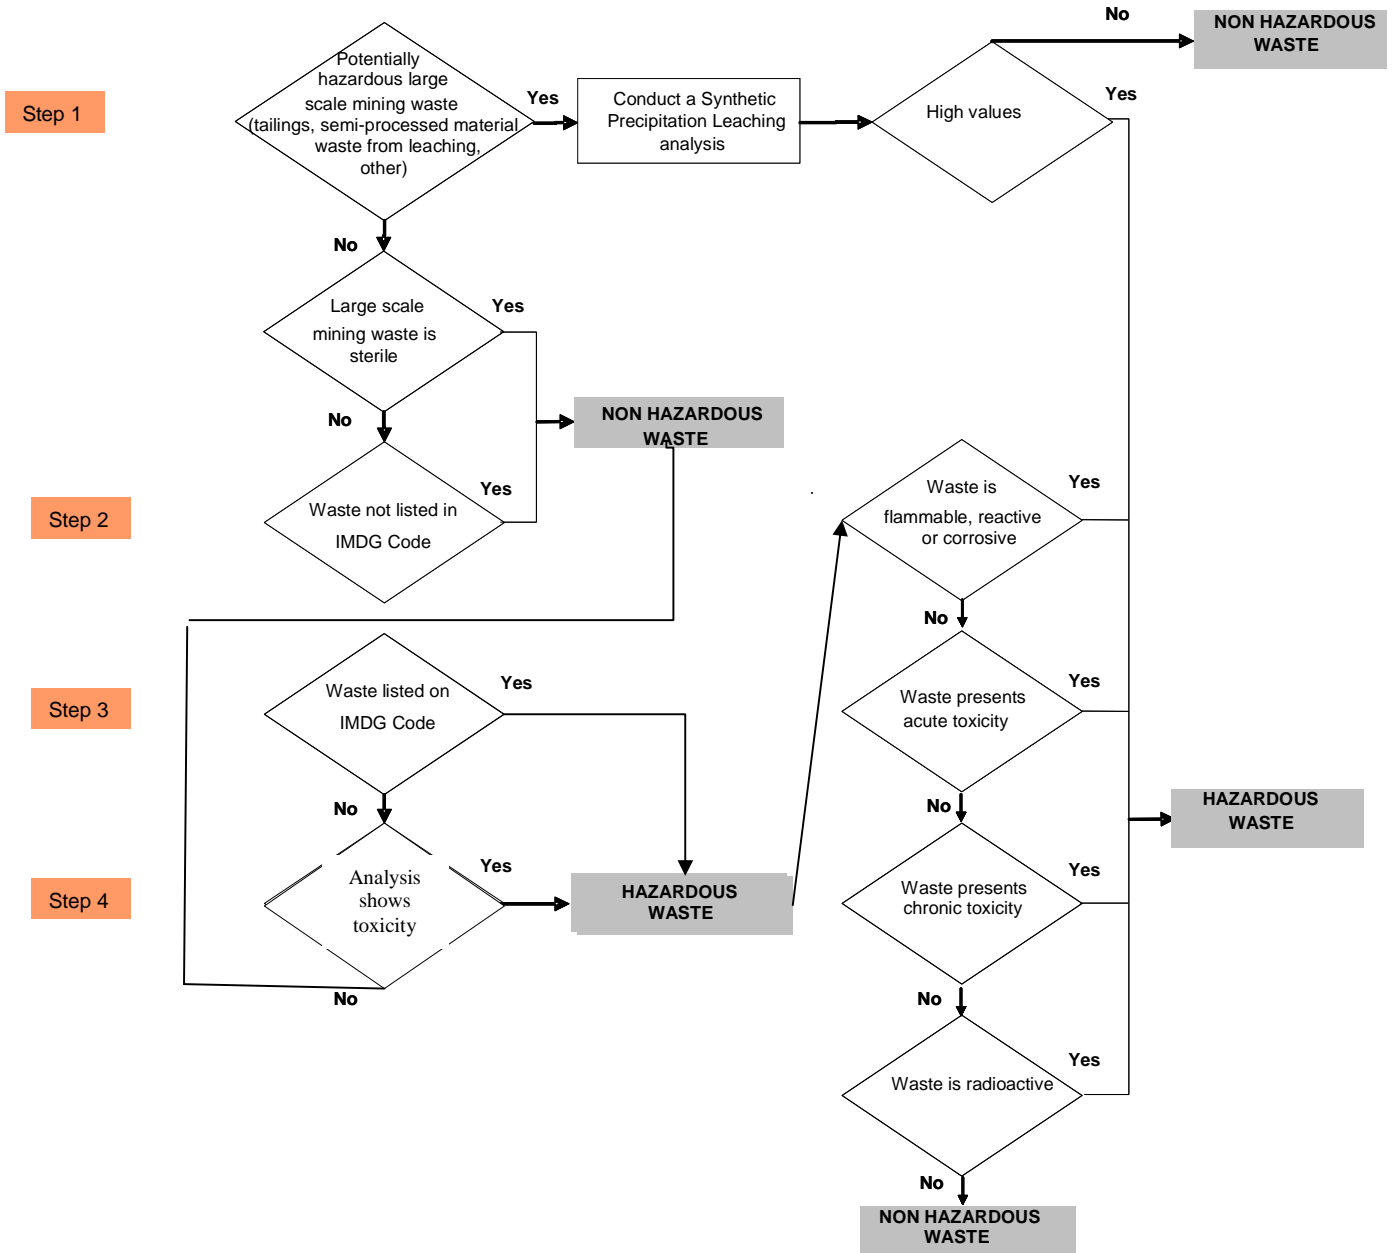 No
NON HAZARDOUS
WASTE
Step 1
Potentially
hazardous large
scale mining waste
(tailings, semi-processed material
waste from leaching,
other)
Yes
Conduct a Synthetic
Precipitation Leaching
analysis
High values
Yes
No
Large scale
mining waste is
sterile
Yes
No
NON HAZARDOUS
WASTE
Step 2
Waste not listed in
IMDG Code
Yes
Waste is
flammable, reactive
or corrosive
Yes
No
Step 3
Waste listed on
IMDG Code
Yes
Waste presents
acute toxicity
Yes
No
No
HAZARDOUS
WASTE
Step 4
Analysis
shows
toxicity
Yes
HAZARDOUS
WASTE
No
Waste presents
chronic toxicity
Yes
No
Waste is radioactive
Yes
No
NON HAZARDOUS
WASTE